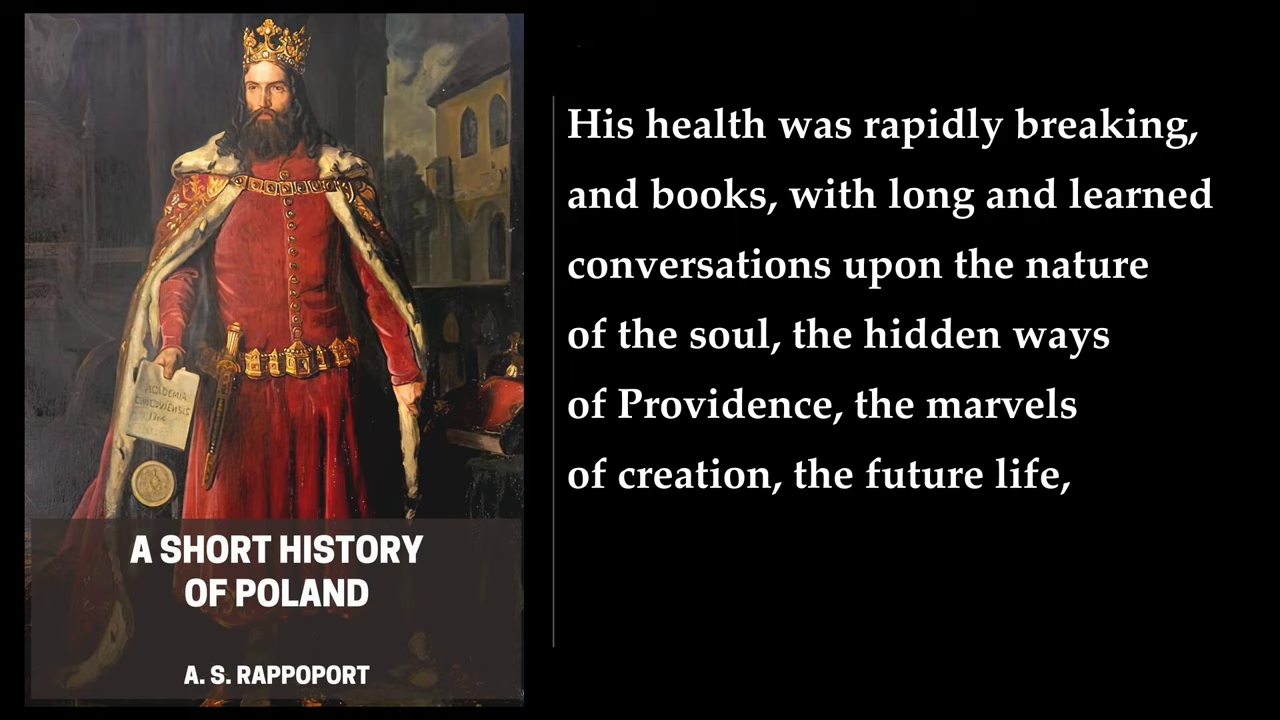 His health was rapidly breaking,
and books, with long and learned
conversations upon the nature
of the soul, the hidden ways
of Providence, the marvels
of creation, the future life,
ACADEMIA
A SHORT HISTORY
OF POLAND
A. S. RAPPOPORT